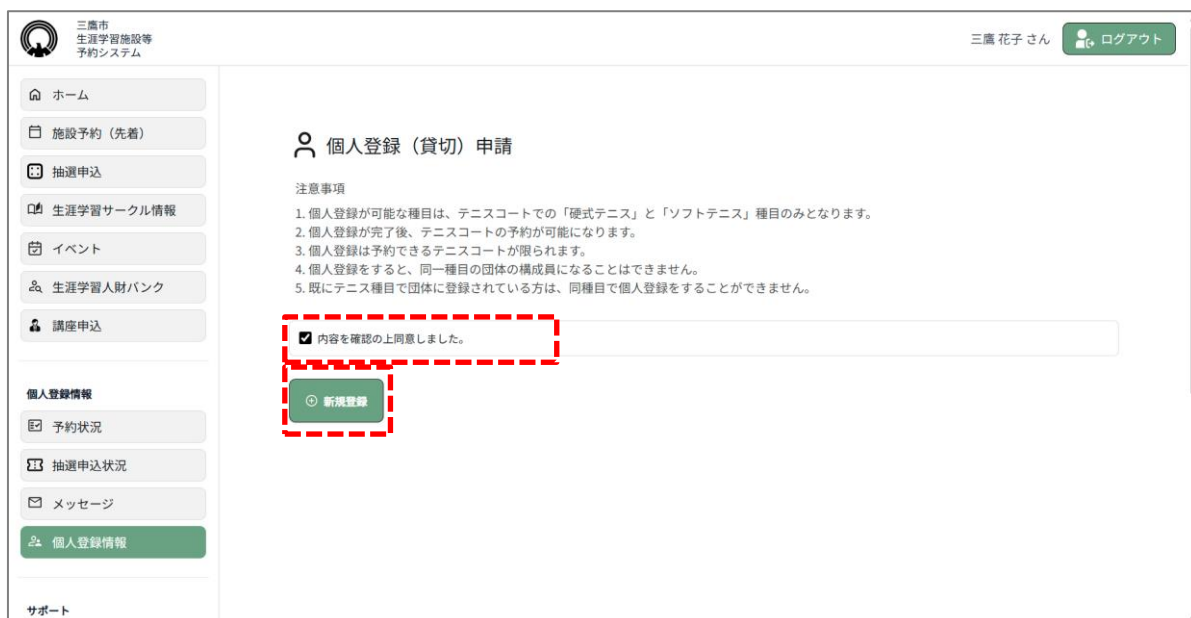 三鷹市
生涯学習施設等
予約システム
三鷹 花子 さん
ログアウト
ホーム
施設予約（先着）
抽選申込
生涯学習サークル情報
イベント
生涯学習人財バンク
講座申込
個人登録情報
予約状況
抽選申込状況
メッセージ
個人登録情報
サポート
個人登録（貸切）申請
注意事項
1. 個人登録が可能な種目は、テニスコートでの「硬式テニス」と「ソフトテニス」種目のみとなります。
2. 個人登録が完了後、テニスコートの予約が可能になります。
3. 個人登録は予約できるテニスコートが限られます。
4. 個人登録をすると、同一種目の団体の構成員になることはできません。
5. 既にテニス種目で団体に登録されている方は、同種目で個人登録をすることができません。
内容を確認の上同意しました。
新規登録